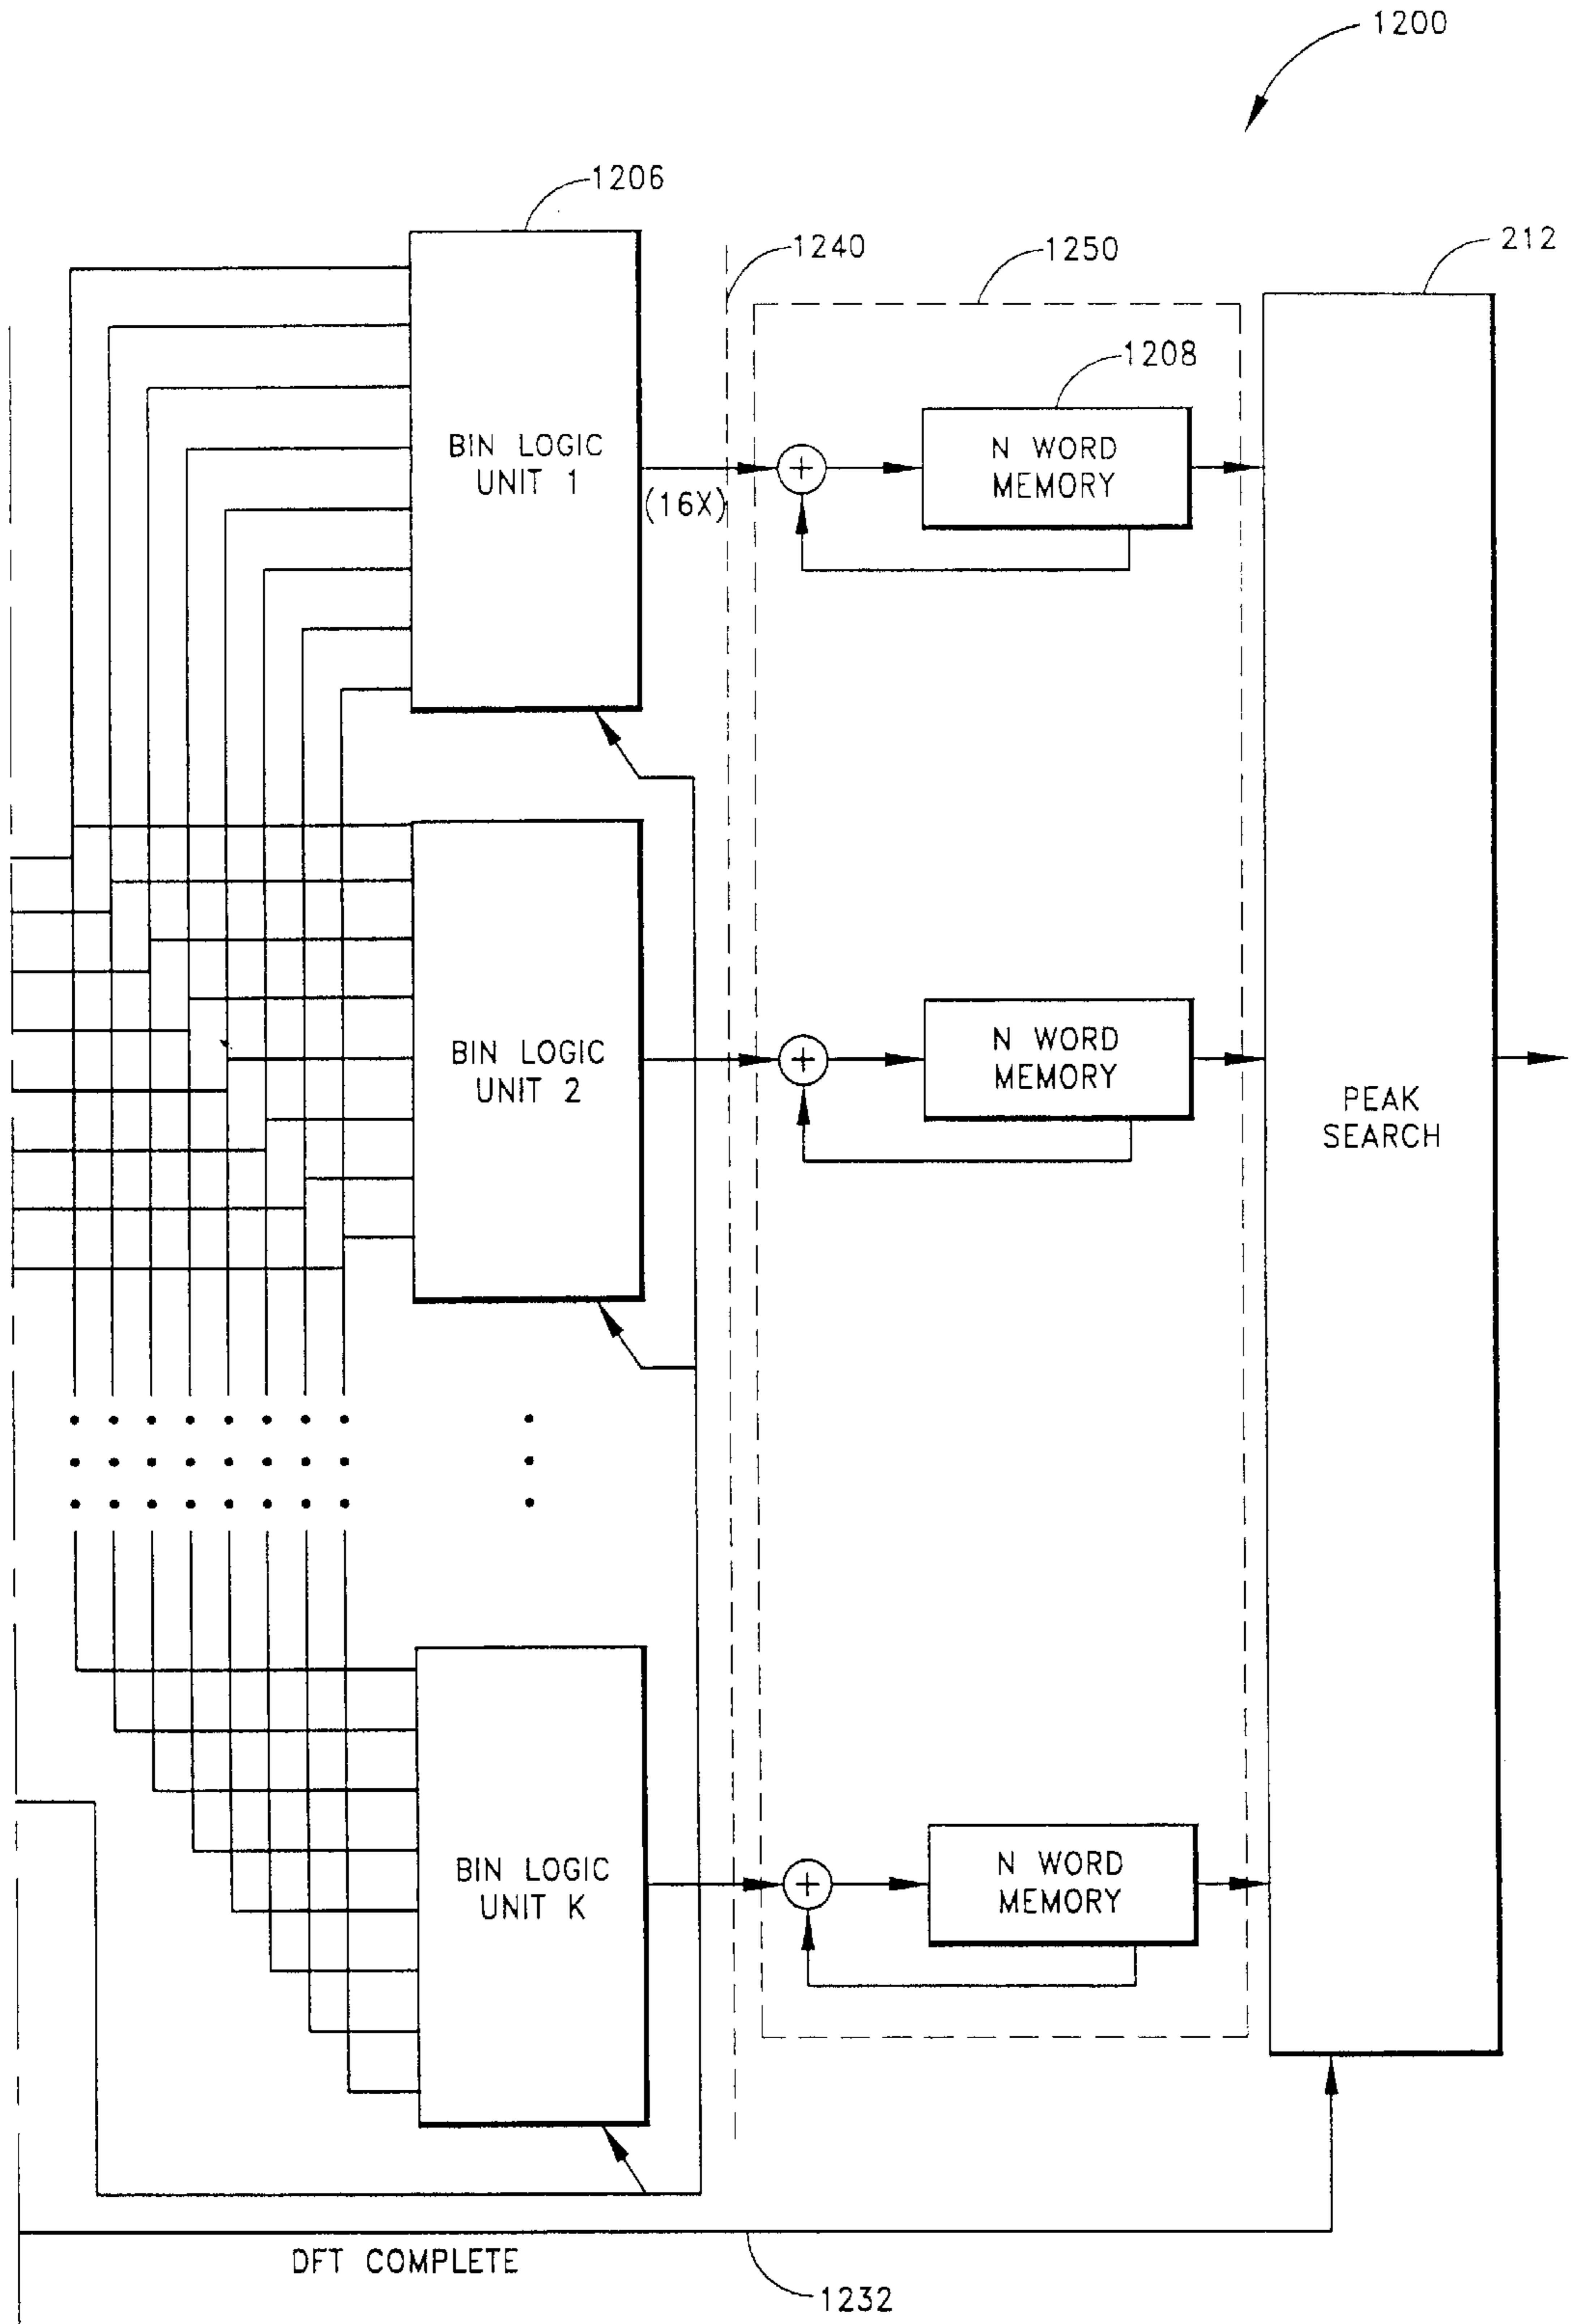 1200
1206
1240
1250
212
1208
BIN LOGIC
UNIT 1
(16X)
+
N WORD
MEMORY
BIN LOGIC
UNIT 2
+
N WORD
MEMORY
PEAK
SEARCH
BIN LOGIC
UNIT K
+
N WORD
MEMORY
DFT COMPLETE
1232